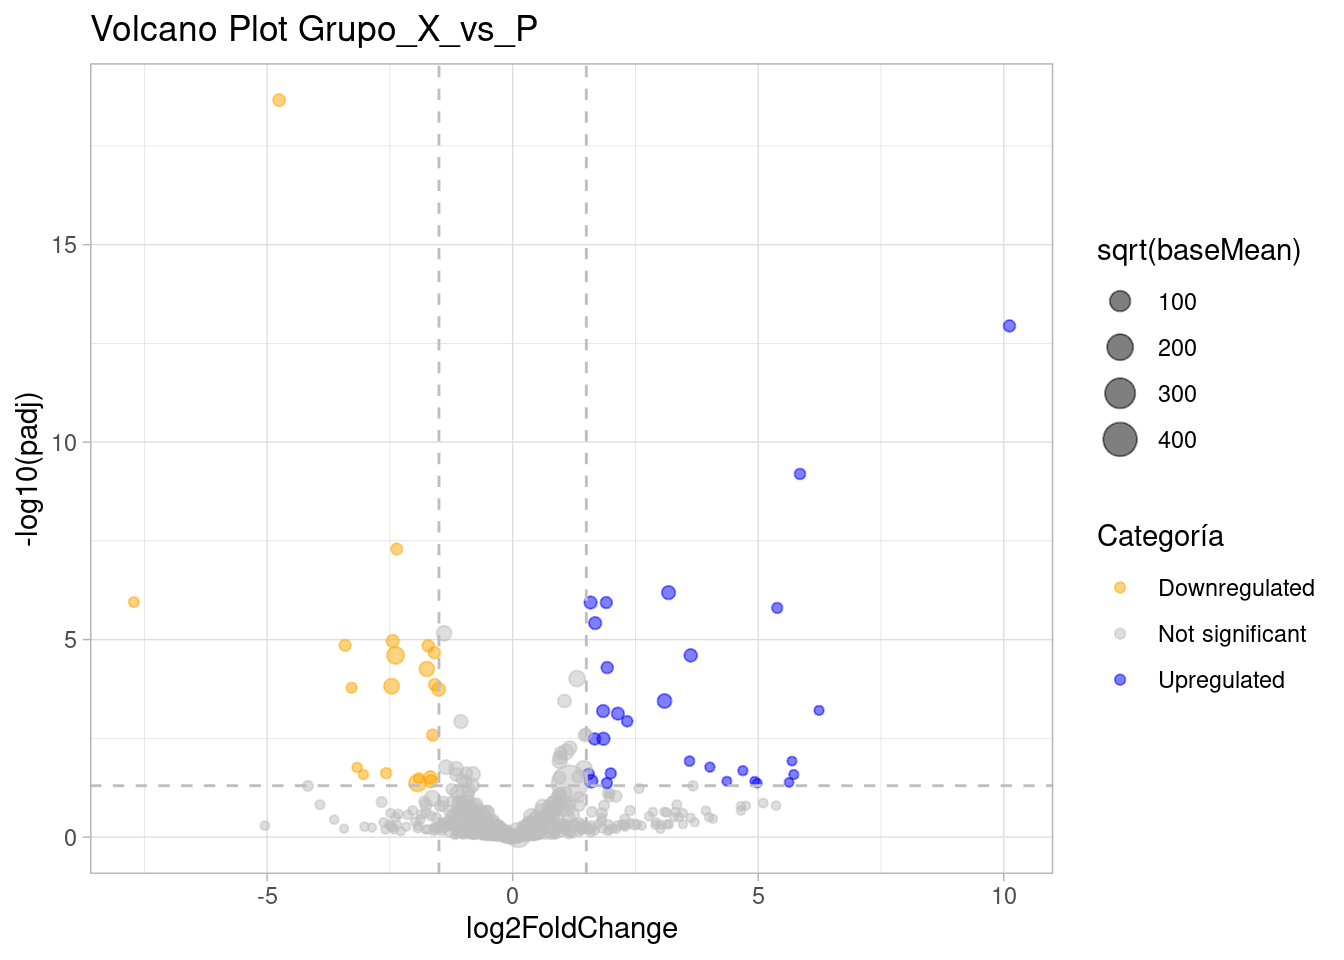 Volcano Plot Grupo_X_vs_P
-log10(padj)
15
10
5
0
-5
0
5
10
log2FoldChange
sqrt(baseMean)
100
200
300
400
Categoría
Downregulated
Not significant
Upregulated